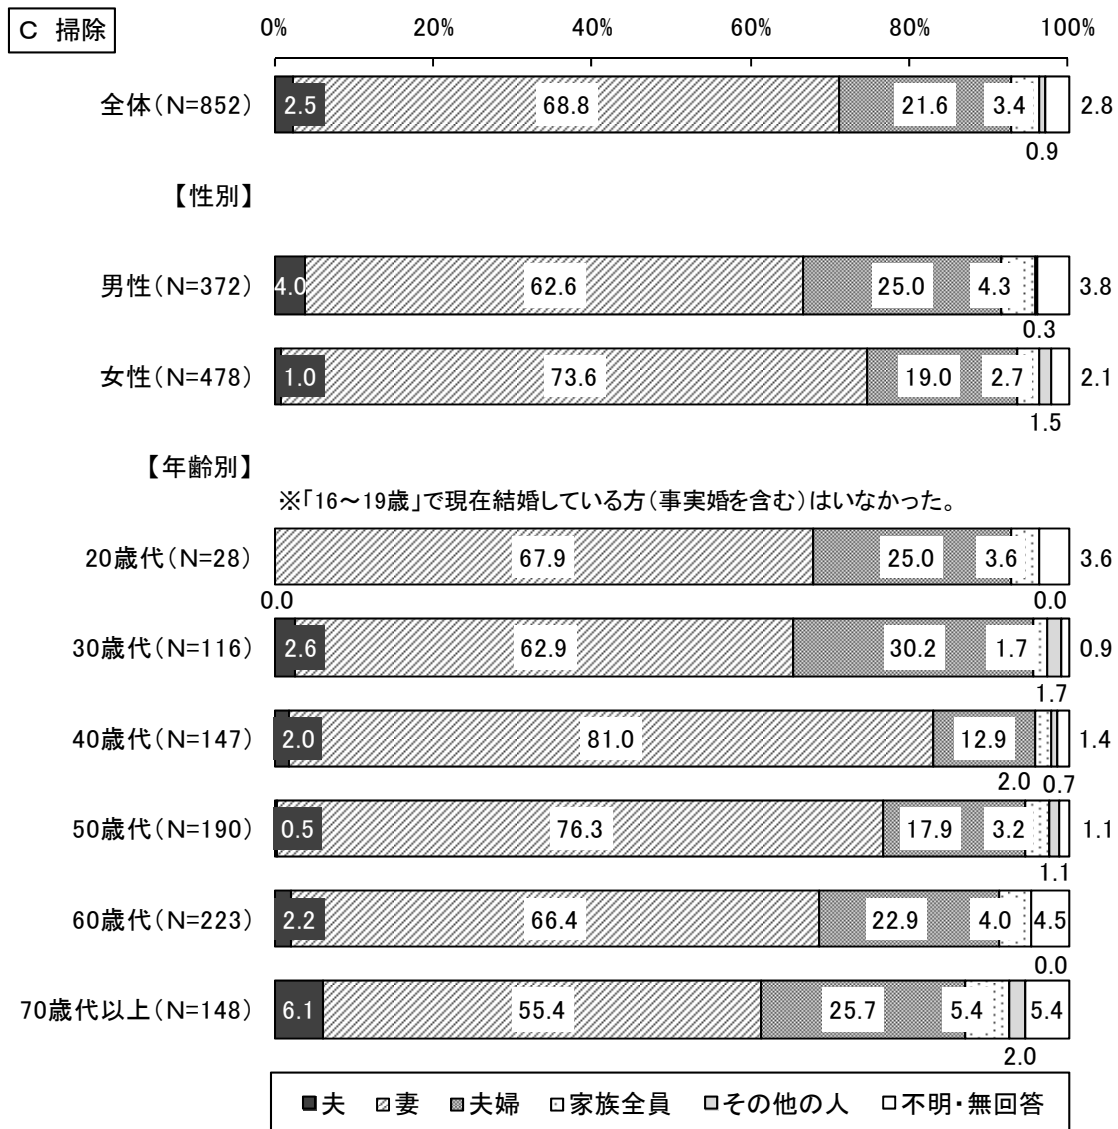 C 掃除
0% 20% 40% 60% 80% 100%
全体(N=852) 2.5 68.8 21.6 3.4 2.8
0.9
【性別】
男性(N=372) 4.0 62.6 25.0 4.3 3.8
0.3
女性(N=478) 1.0 73.6 19.0 2.7 2.1
1.5
【年齢別】
※「16～19歳」で現在結婚している方(事実婚を含む)はいなかった。
20歳代(N=28) 67.9 25.0 3.6 3.6
0.0 0.0
30歳代(N=116) 2.6 62.9 30.2 1.7 0.9
1.7
40歳代(N=147) 2.0 81.0 12.9 1.4
2.0 0.7
50歳代(N=190) 0.5 76.3 17.9 3.2 1.1
1.1
60歳代(N=223) 2.2 66.4 22.9 4.0 4.5
0.0
70歳代以上(N=148) 6.1 55.4 25.7 5.4 5.4
2.0
夫 妻 夫婦 家族全員 その他の人 不明・無回答